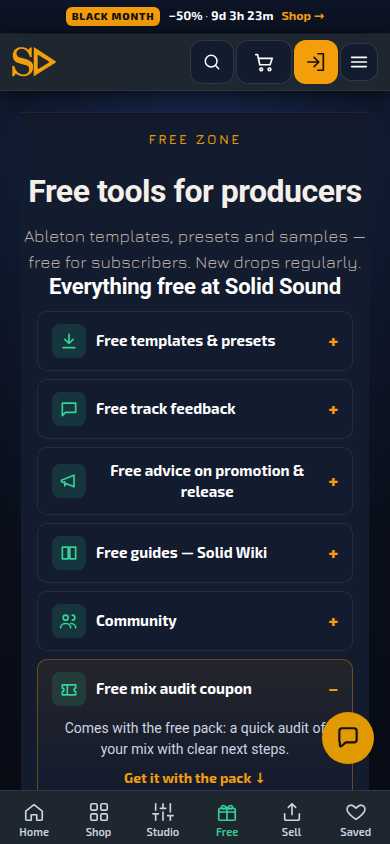 BLACK MONTH −50% · 9d 3h 23m Shop →
FREE ZONE
Free tools for producers
Ableton templates, presets and samples —
free for subscribers. New drops regularly.
Everything free at Solid Sound
Free templates & presets +
Free track feedback +
Free advice on promotion &
release +
Free guides — Solid Wiki +
Community +
Free mix audit coupon −
Comes with the free pack: a quick audit of
your mix with clear next steps.
Get it with the pack ↓
Home Shop Studio Free Sell Saved